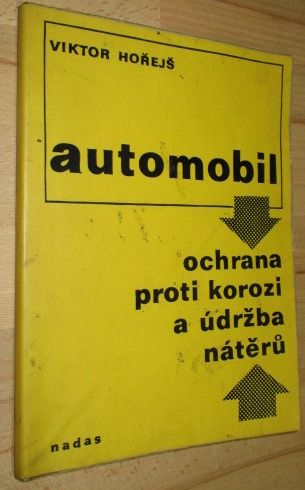 VIKTOR HOŘEJŠ
automobil
ochrana
proti korozi
a údržba
nátěrů
nadas